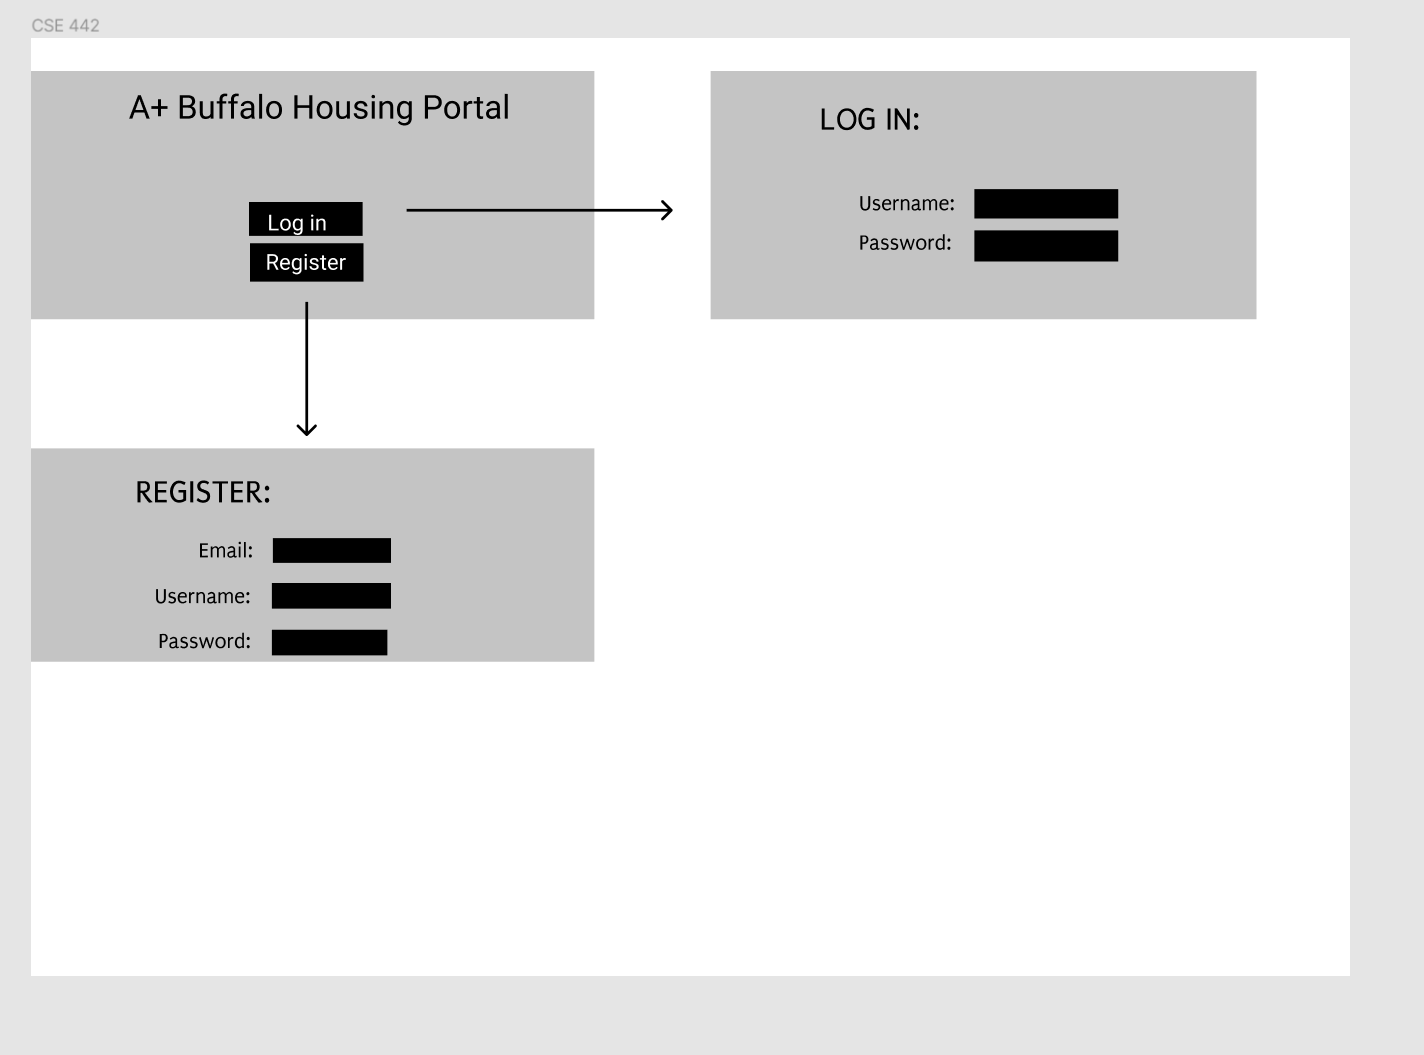 CSE 442
A+ Buffalo Housing Portal
Log in
Register
LOG IN:
Username:
Password:
REGISTER:
Email:
Username:
Password: